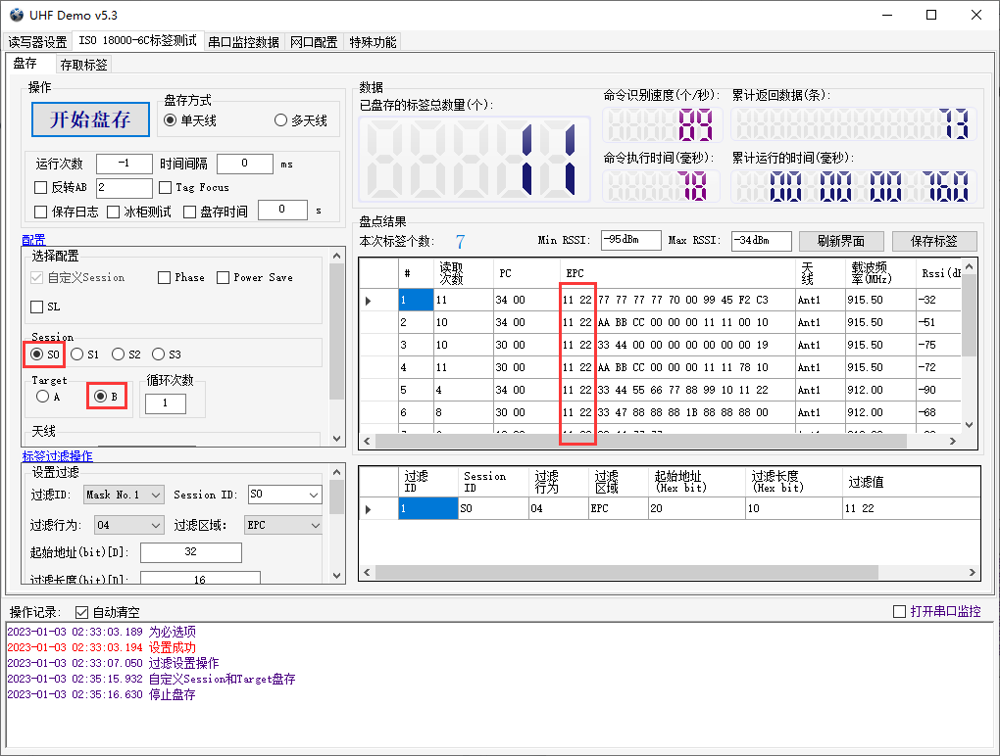 UHF Demo v5.3
读写器设置 ISO 18000-6C标签测试 串口监控数据 网口配置 特殊功能
盘存 存取标签
操作
开始盘存
盘存方式
单天线 多天线
运行次数 -1 时间间隔 0 ms
反转AB 2 Tag Focus
保存日志 冰柜测试 盘存时间 0 s
数据
已盘存的标签总数量(个):
11
命令识别速度(个/秒):
89
累计返回数据(条):
73
命令执行时间(毫秒):
78
累计运行的时间(毫秒):
00 00 00 760
配置
选择配置
自定义Session Phase Power Save
SL
Session
S0 S1 S2 S3
Target
A B
循环次数
1
天线
盘点结果
本次标签个数: 7 Min RSSI: -95dBm Max RSSI: -34dBm 刷新界面 保存标签
# 读取次数 PC EPC 天线 载波频率(MHz) Rssi(dB
1 11 34 00 11 22 77 77 77 77 70 00 99 45 F2 C3 Ant1 915.50 -32
2 10 34 00 11 22 AA BB CC 00 00 00 11 11 00 10 Ant1 915.50 -51
3 10 30 00 11 22 33 44 00 00 00 00 00 00 00 19 Ant1 915.50 -75
4 11 30 00 11 22 AA BB CC 00 00 00 11 11 78 10 Ant1 915.50 -72
5 4 34 00 11 22 33 44 55 66 77 88 99 10 11 22 Ant1 912.00 -90
6 8 30 00 11 22 33 47 88 88 88 1B 88 88 88 00 Ant1 912.00 -68
标签过滤操作
设置过滤
过滤ID: Mask No.1 Session ID: S0
过滤行为: 04 过滤区域: EPC
起始地址(bit)[D]: 32
过滤长度(bit)[D]: 16
过滤ID Session ID 过滤行为 过滤区域 起始地址(Hex bit) 过滤长度(Hex bit) 过滤值
1 S0 04 EPC 20 10 11 22
操作记录: 自动清空 打开串口监控
2023-01-03 02:33:03.189 为必选项
2023-01-03 02:33:03.194 设置成功
2023-01-03 02:33:07.050 过滤设置操作
2023-01-03 02:35:15.932 自定义Session和Target盘存
2023-01-03 02:35:16.630 停止盘存